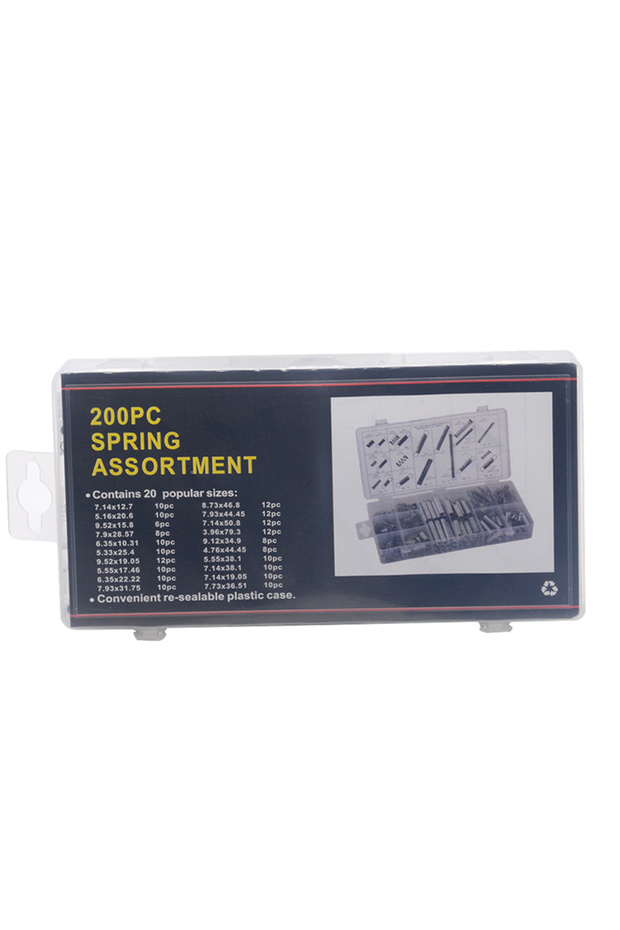 200PC
SPRING
ASSORTMENT
• Contains 20 popular sizes:
7.14x12.7 10pc 8.73x46.8 12pc
5.16x20.6 10pc 7.93x44.45 12pc
9.52x15.8 6pc 7.14x50.8 12pc
7.9x28.57 8pc 3.96x79.3 12pc
6.35x10.31 10pc 9.12x34.9 8pc
5.33x25.4 10pc 4.76x44.45 8pc
9.52x19.05 12pc 5.55x38.1 10pc
5.55x17.46 10pc 7.14x38.1 10pc
6.35x22.22 10pc 7.14x19.05 10pc
7.93x31.75 10pc 7.73x36.51 10pc
• Convenient re-sealable plastic case.